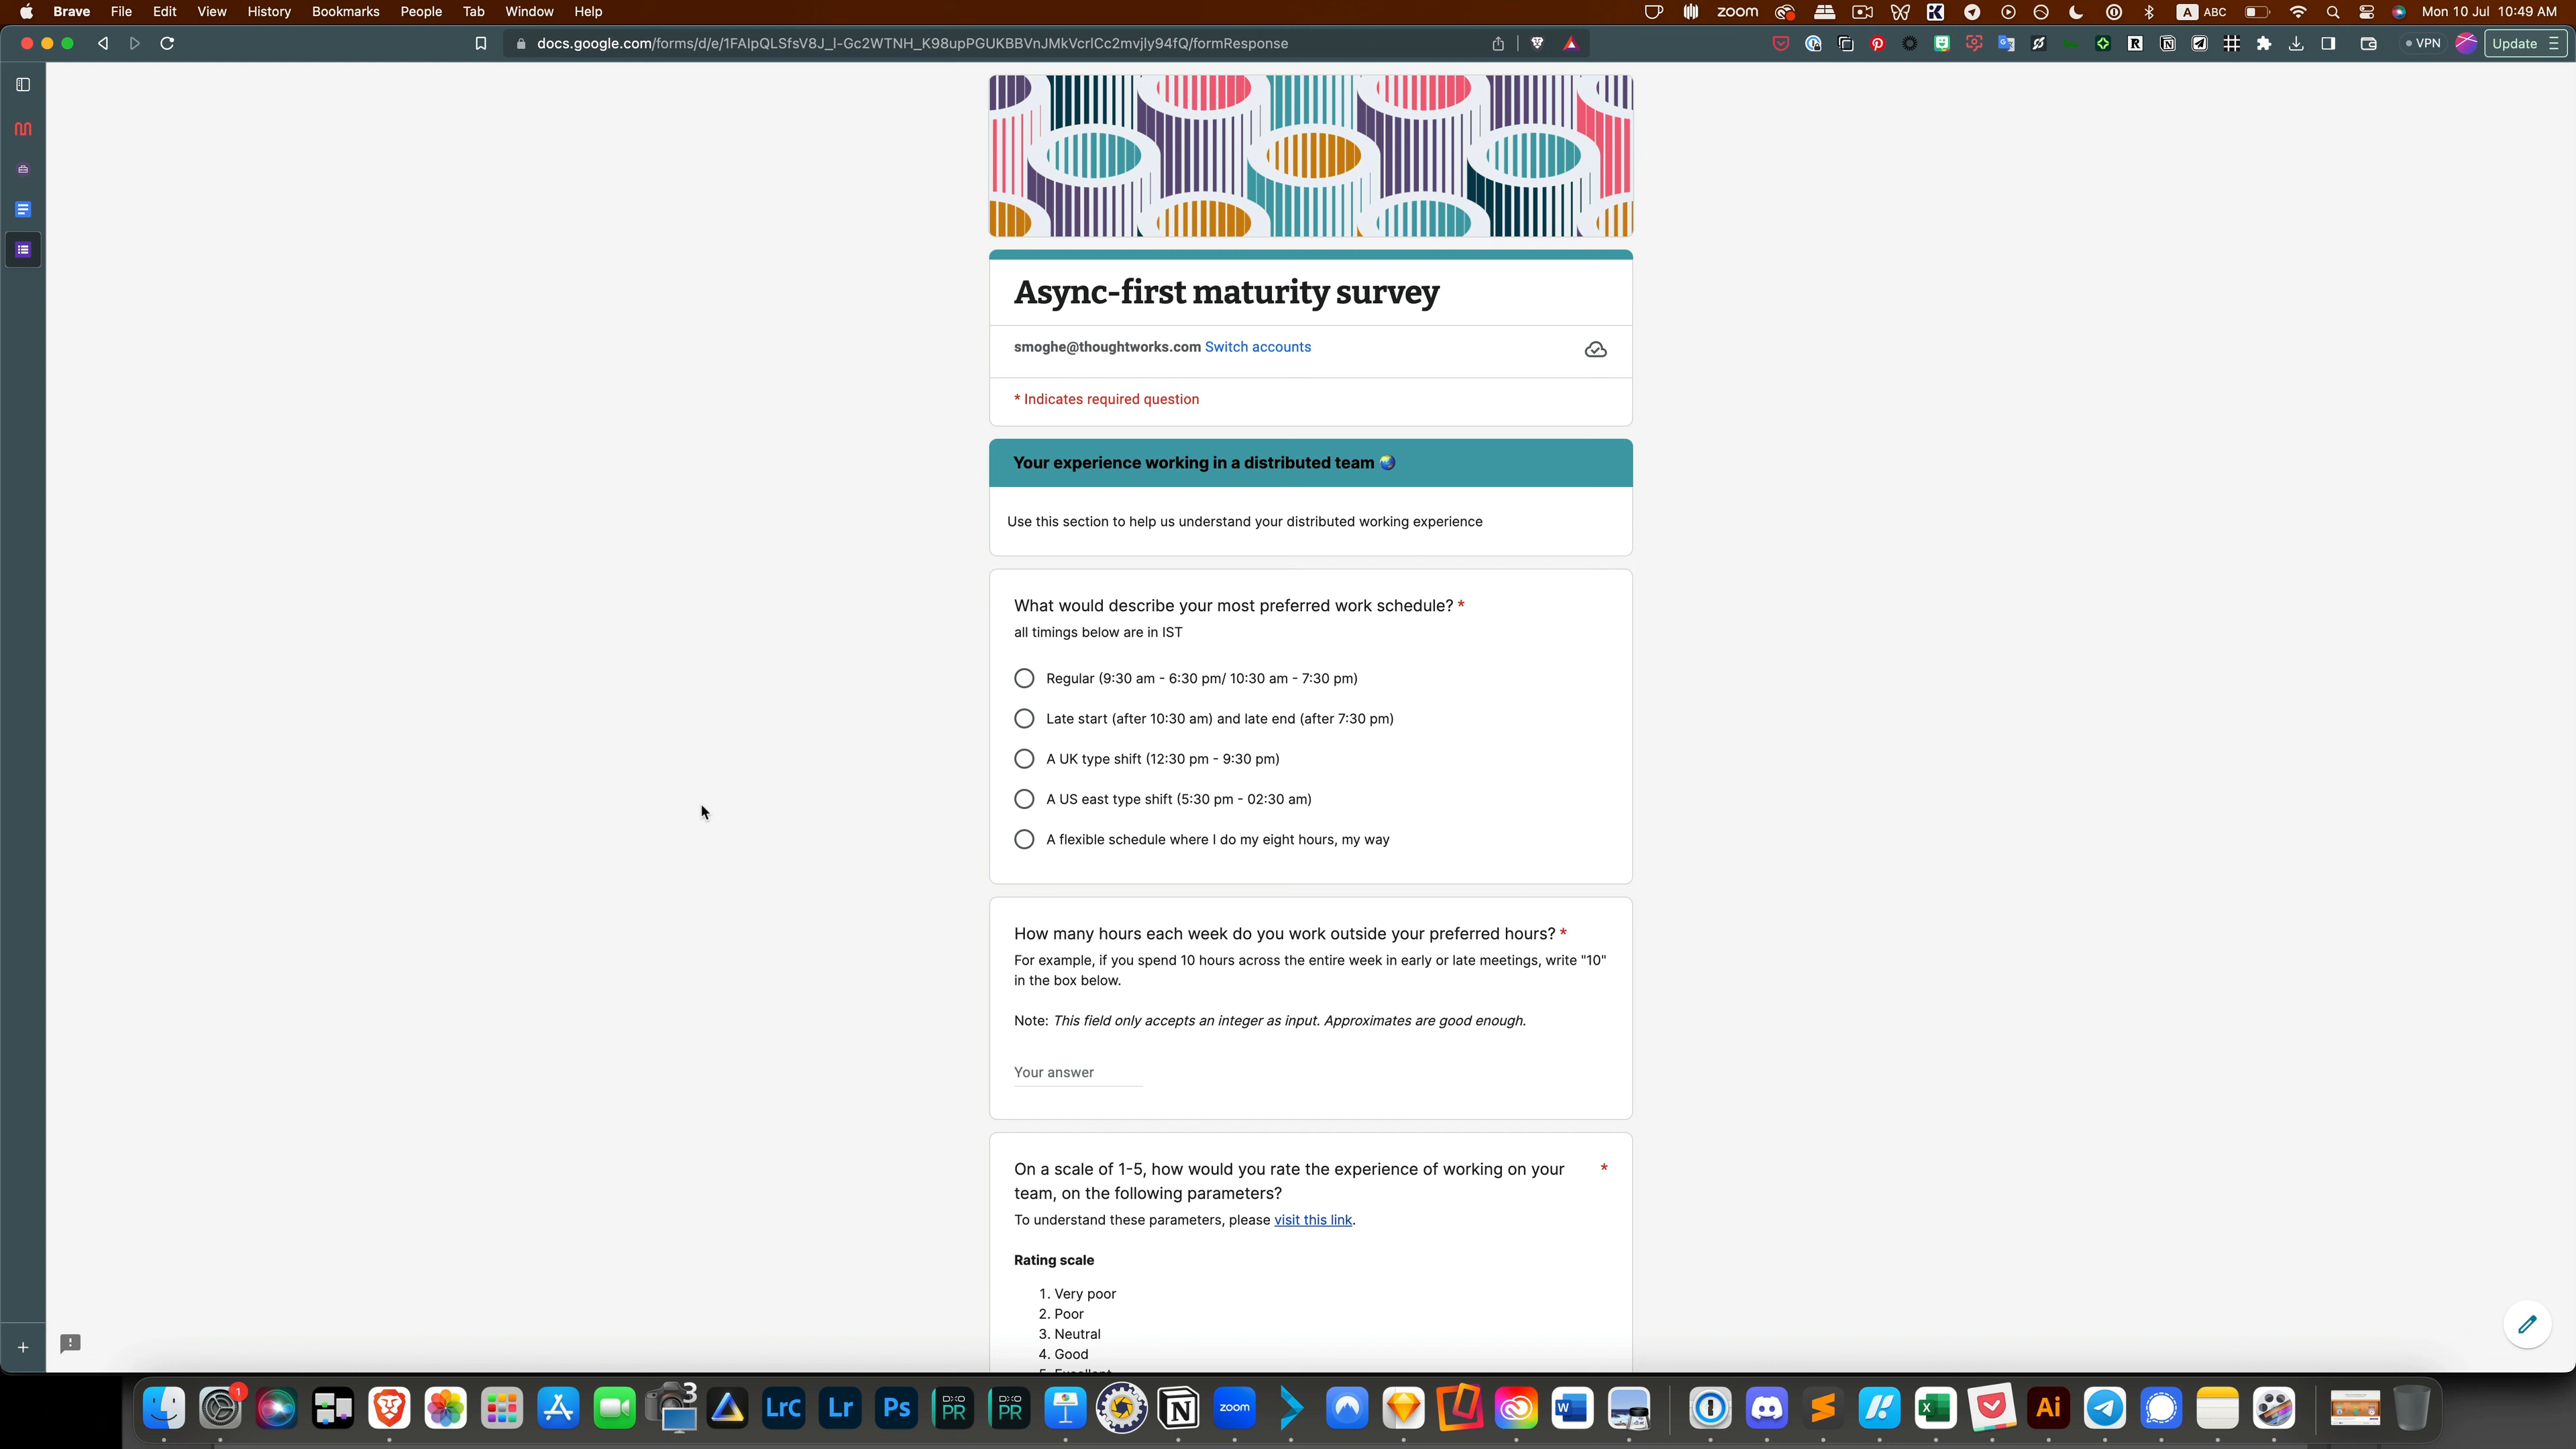 Brave File Edit View History Bookmarks People Tab Window Help zoom A ABC Mon 10 Jul 10:49 AM
docs.google.com/forms/d/e/1FAIpQLSfsV8J_l-Gc2WTNH_K98upPGUKBBVnJMkVcrlCc2mvjly94fQ/formResponse VPN Update
Async-first maturity survey
smoghe@thoughtworks.com Switch accounts
* Indicates required question
Your experience working in a distributed team
Use this section to help us understand your distributed working experience
What would describe your most preferred work schedule? *
all timings below are in IST
Regular (9:30 am - 6:30 pm/ 10:30 am - 7:30 pm)
Late start (after 10:30 am) and late end (after 7:30 pm)
A UK type shift (12:30 pm - 9:30 pm)
A US east type shift (5:30 pm - 02:30 am)
A flexible schedule where I do my eight hours, my way
How many hours each week do you work outside your preferred hours? *
For example, if you spend 10 hours across the entire week in early or late meetings, write "10"
in the box below.
Note: This field only accepts an integer as input. Approximates are good enough.
Your answer
On a scale of 1-5, how would you rate the experience of working on your *
team, on the following parameters?
To understand these parameters, please visit this link.
Rating scale
1. Very poor
2. Poor
3. Neutral
4. Good
5. Excellent
1 3 LrC Lr Ps DXO PR DXO PR N zoom W X Ai